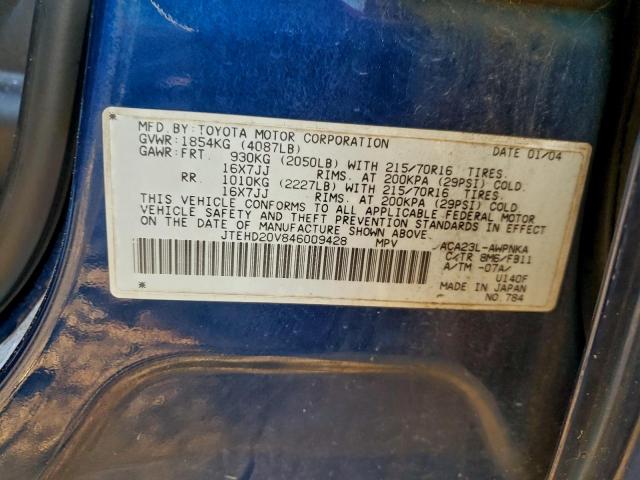 MFD.BY:TOYOTA MOTOR CORPORATION DATE 01/04
GVWR:1854KG (4087LB)
GAWR:FRT. 930KG (2050LB) WITH 215/70R16 TIRES.
16X7JJ RIMS. AT 200KPA (29PSI) COLD.
RR. 1010KG (2227LB) WITH 215/70R16 TIRES.
16X7JJ RIMS. AT 200KPA (29PSI) COLD.
THIS VEHICLE CONFORMS TO ALL APPLICABLE FEDERAL MOTOR
VEHICLE SAFETY AND THEFT PREVENTION STANDARDS IN EFFECT
ON THE DATE OF MANUFACTURE SHOWN ABOVE.
JTEHD20V846009428 MPV
ACA23L-AWPNKA
C/TR 8M6/FB11
A/TM -07A/
U140F
MADE IN JAPAN
NO.784